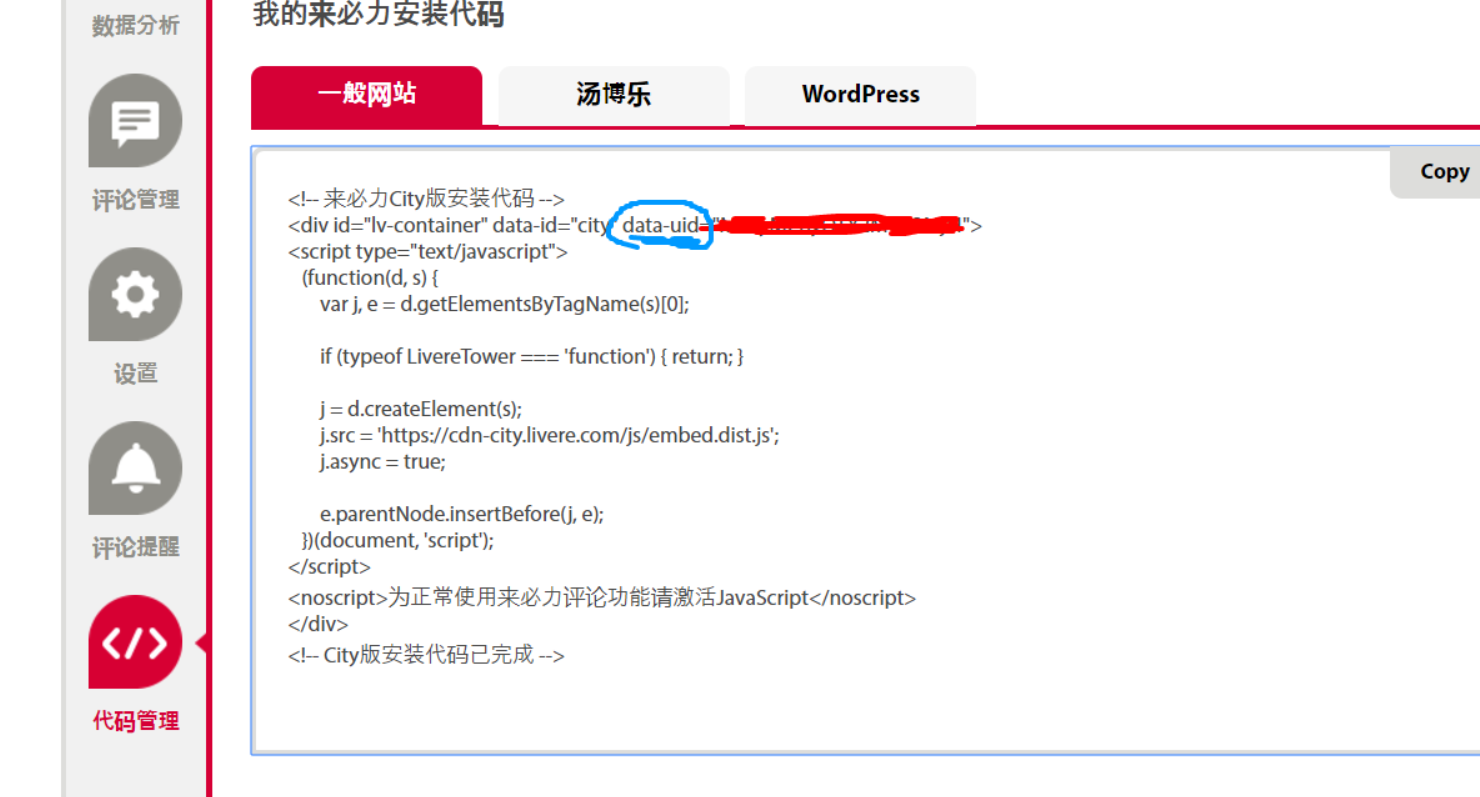 数据分析
评论管理
设置
评论提醒
代码管理
我的来必力安装代码
一般网站
汤博乐
WordPress
Copy
<!-- 来必力City版安装代码 -->
<div id="lv-container" data-id="city data-uid= ">
<script type="text/javascript">
(function(d, s) {
var j, e = d.getElementsByTagName(s)[0];
if (typeof LivereTower === 'function') { return; }
j = d.createElement(s);
j.src = 'https://cdn-city.livere.com/js/embed.dist.js';
j.async = true;
e.parentNode.insertBefore(j, e);
})(document, 'script');
</script>
<noscript>为正常使用来必力评论功能请激活JavaScript</noscript>
</div>
<!-- City版安装代码已完成 -->